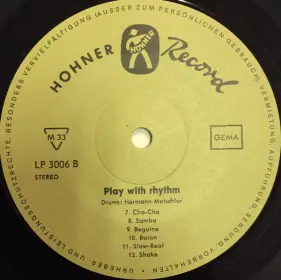 URHEBER- UND LEISTUNGSSCHUTZRECHTE, BESONDERS VERVIELFÄLTIGUNG (AUSSER ZUM PERSÖNLICHEN GEBRAUCH), VERMIETUNG, AUFFÜHRUNG, SENDUNG, VORBEHALTEN
HOHNER Record
HOHNER
M 33
GEMA
LP 3006 B
STEREO
Play with rhythm
Drums: Hermann Mutschler
7. Cha-Cha
8. Samba
9. Beguine
10. Baion
11. Slow-Beat
12. Shake